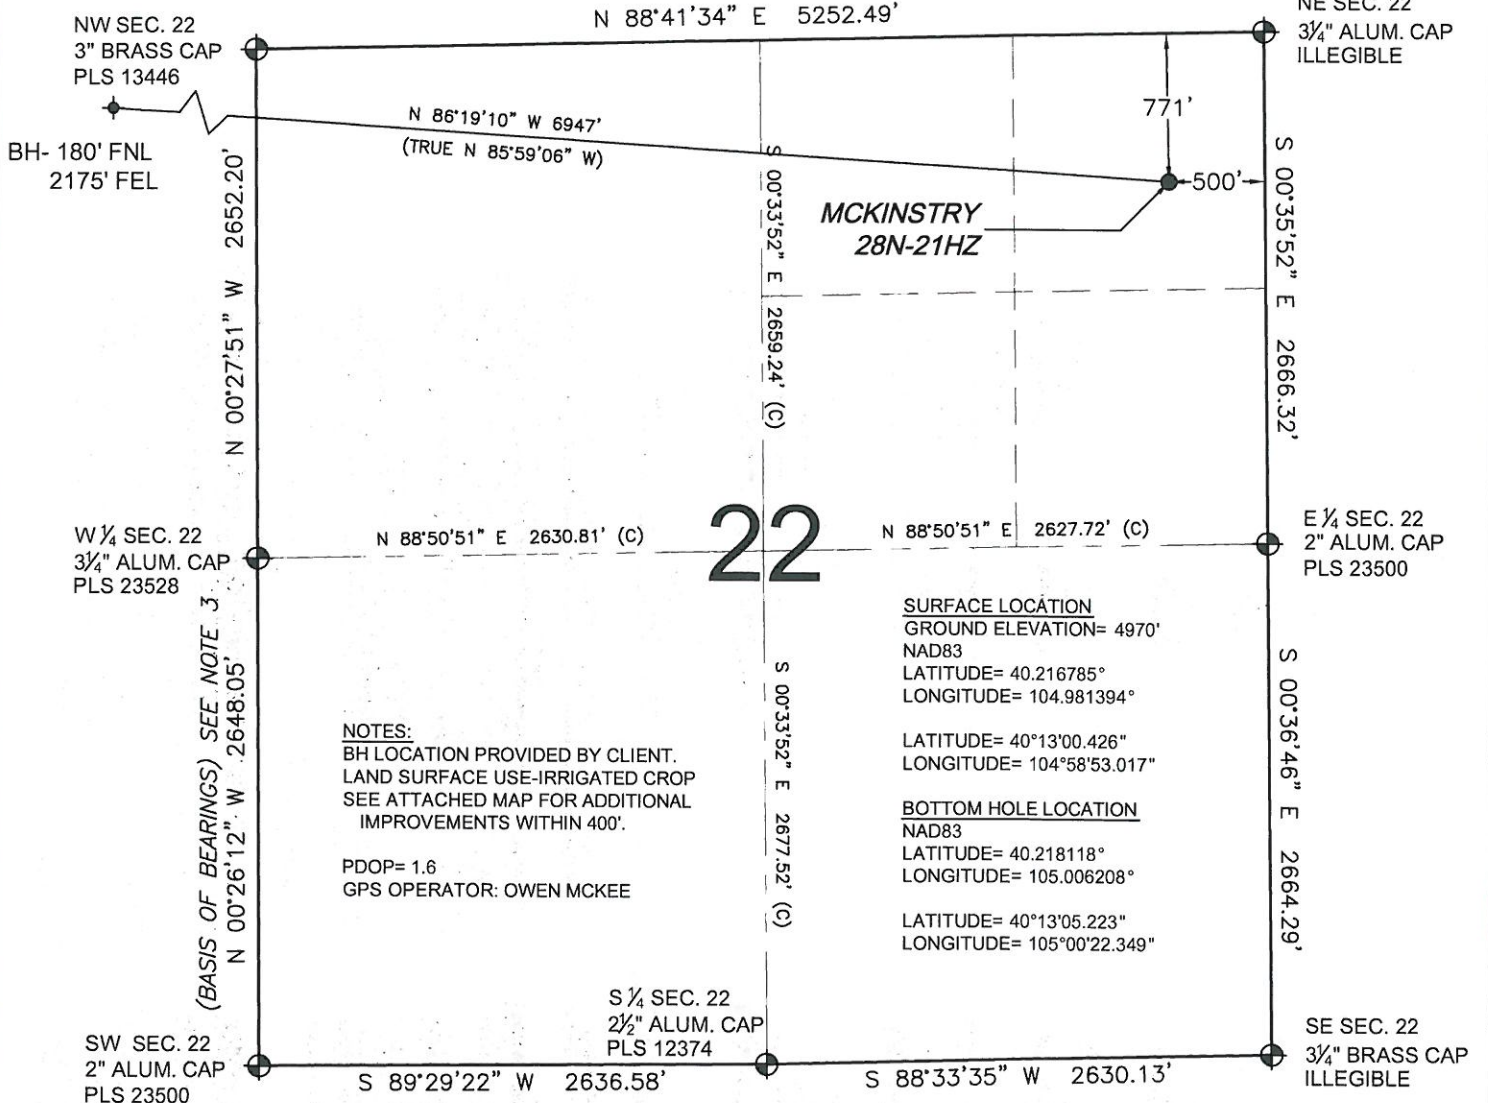 N 88°41'34" E 5252.49'
NW SEC. 22
3" BRASS CAP
PLS 13446
NE SEC. 22
3¼" ALUM. CAP
ILLEGIBLE
N 86°19'10" W 6947'
(TRUE N 85°59'06" W)
771'
500'
BH- 180' FNL
2175' FEL
MCKINSTRY
28N-21HZ
N 00°27'51" W 2652.20'
S 00°33'52" E 2659.24' (C)
S 00°35'52" E 2666.32'
W ¼ SEC. 22
3¼" ALUM. CAP
PLS 23528
N 88°50'51" E 2630.81' (C)
22
N 88°50'51" E 2627.72' (C)
E ¼ SEC. 22
2" ALUM. CAP
PLS 23500
(BASIS OF BEARINGS) SEE NOTE 3
N 00°26'12" W 2648.05'
NOTES:
BH LOCATION PROVIDED BY CLIENT.
LAND SURFACE USE-IRRIGATED CROP
SEE ATTACHED MAP FOR ADDITIONAL
IMPROVEMENTS WITHIN 400'.
PDOP= 1.6
GPS OPERATOR: OWEN MCKEE
S 00°33'52" E 2677.52' (C)
SURFACE LOCATION
GROUND ELEVATION= 4970'
NAD83
LATITUDE= 40.216785°
LONGITUDE= 104.981394°
LATITUDE= 40°13'00.426"
LONGITUDE= 104°58'53.017"
BOTTOM HOLE LOCATION
NAD83
LATITUDE= 40.218118°
LONGITUDE= 105.006208°
LATITUDE= 40°13'05.223"
LONGITUDE= 105°00'22.349"
S 00°36'46" E 2664.29'
SW SEC. 22
2" ALUM. CAP
PLS 23500
S ¼ SEC. 22
2½" ALUM. CAP
PLS 12374
S 89°29'22" W 2636.58'
S 88°33'35" W 2630.13'
SE SEC. 22
3¼" BRASS CAP
ILLEGIBLE